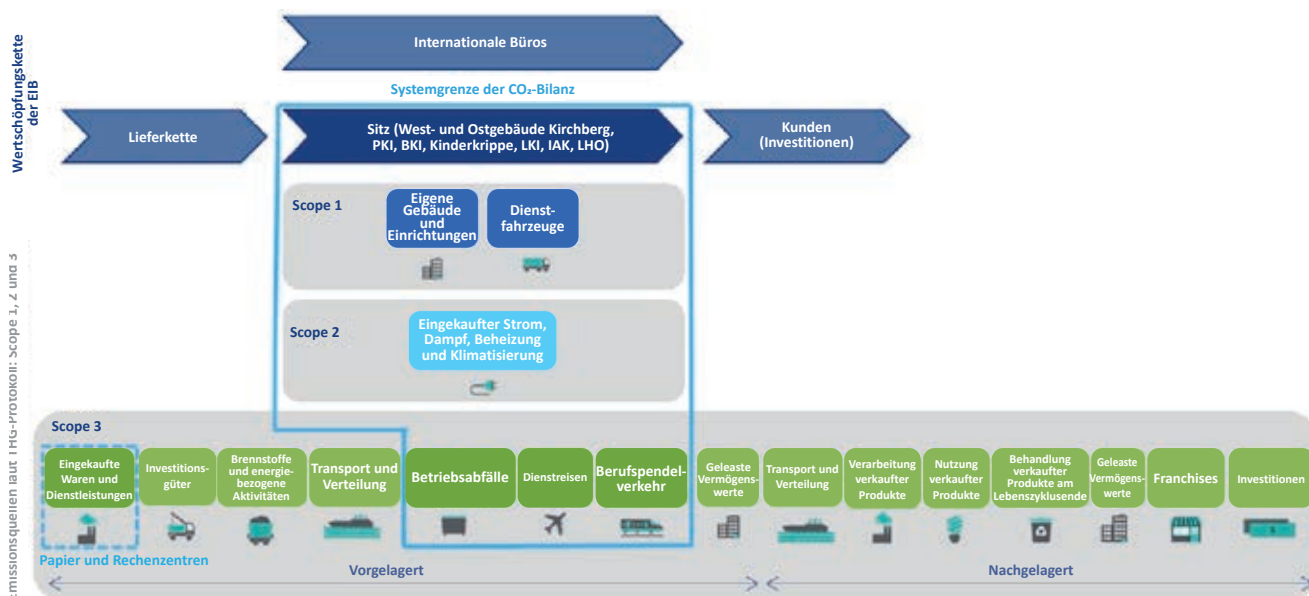 Wertschöpfungskette
der EIB
Internationale Büros
Systemgrenze der CO₂-Bilanz
Lieferkette
Sitz (West- und Ostgebäude Kirchberg,
PKI, BKI, Kinderkrippe, LKI, IAK, LHO)
Kunden
(Investitionen)
Scope 1
Eigene
Gebäude
und
Einrichtungen
Dienst-
fahrzeuge
Scope 2
Eingekaufter Strom,
Dampf, Beheizung
und Klimatisierung
laut THG-Protokoll: Scope 1, 2 und 3
Scope 3
Eingekaufte
Waren und
Dienstleistungen
Investitions-
güter
Brennstoffe
und energie-
bezogene
Aktivitäten
Transport und
Verteilung
Betriebsabfälle
Dienstreisen
Berufspendel-
verkehr
Geleaste
Vermögens-
werte
Transport und
Verteilung
Verarbeitung
verkaufter
Produkte
Nutzung
verkaufter
Produkte
Behandlung
verkaufter
Produkte am
Lebenszyklusende
Geleaste
Vermögens-
werte
Franchises
Investitionen
Papier und Rechenzentren
Vorgelagert
Nachgelagert